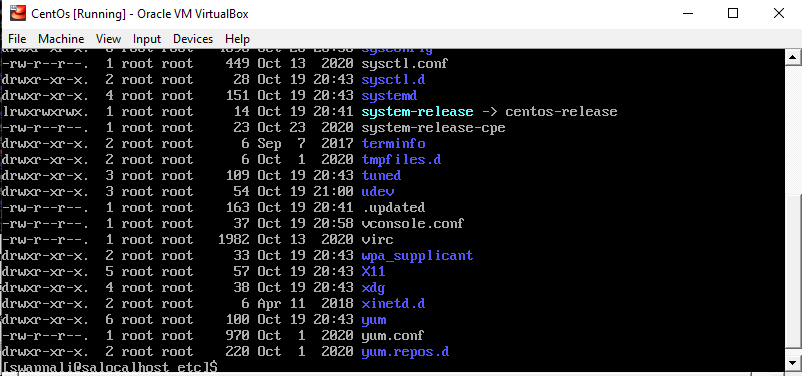 CentOs [Running] - Oracle VM VirtualBox
File Machine View Input Devices Help
drwxr-xr-x. root root sysconfig
-rw-r--r--. 1 root root 449 Oct 13 2020 sysctl.conf
drwxr-xr-x. 2 root root 28 Oct 19 20:43 sysctl.d
drwxr-xr-x. 4 root root 151 Oct 19 20:43 systemd
lrwxrwxrwx. 1 root root 14 Oct 19 20:41 system-release -> centos-release
-rw-r--r--. 1 root root 23 Oct 23 2020 system-release-cpe
drwxr-xr-x. 2 root root 6 Sep 7 2017 terminfo
drwxr-xr-x. 2 root root 6 Oct 1 2020 tmpfiles.d
drwxr-xr-x. 3 root root 109 Oct 19 20:43 tuned
drwxr-xr-x. 3 root root 54 Oct 19 21:00 udev
-rw-r--r--. 1 root root 163 Oct 19 20:41 .updated
-rw-r--r--. 1 root root 37 Oct 19 20:58 vconsole.conf
-rw-r--r--. 1 root root 1982 Oct 13 2020 virc
drwxr-xr-x. 2 root root 33 Oct 19 20:43 wpa_supplicant
drwxr-xr-x. 5 root root 57 Oct 19 20:43 X11
drwxr-xr-x. 4 root root 38 Oct 19 20:43 xdg
drwxr-xr-x. 2 root root 6 Apr 11 2018 xinetd.d
drwxr-xr-x. 6 root root 100 Oct 19 20:43 yum
-rw-r--r--. 1 root root 970 Oct 1 2020 yum.conf
drwxr-xr-x. 2 root root 220 Oct 1 2020 yum.repos.d
[swapnali@salocalhost etc]$